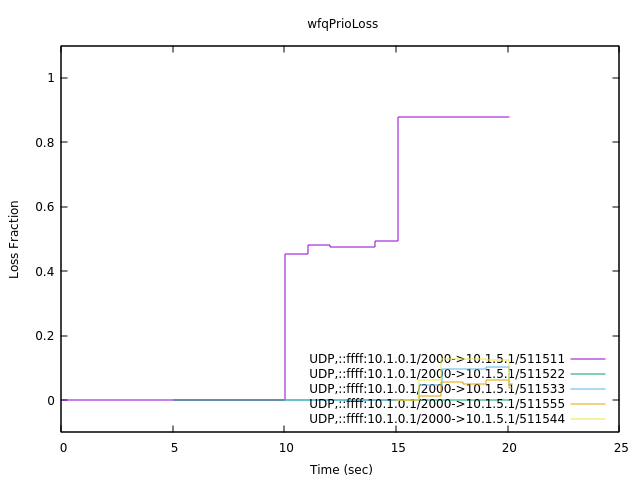 wfqPrioLoss
1
0.8
0.6
0.4
0.2
0
Loss Fraction
UDP,::ffff:10.1.0.1/2000->10.1.5.1/511511
UDP,::ffff:10.1.0.1/2000->10.1.5.1/511522
UDP,::ffff:10.1.0.1/2000->10.1.5.1/511533
UDP,::ffff:10.1.0.1/2000->10.1.5.1/511555
UDP,::ffff:10.1.0.1/2000->10.1.5.1/511544
0 5 10 15 20 25
Time (sec)